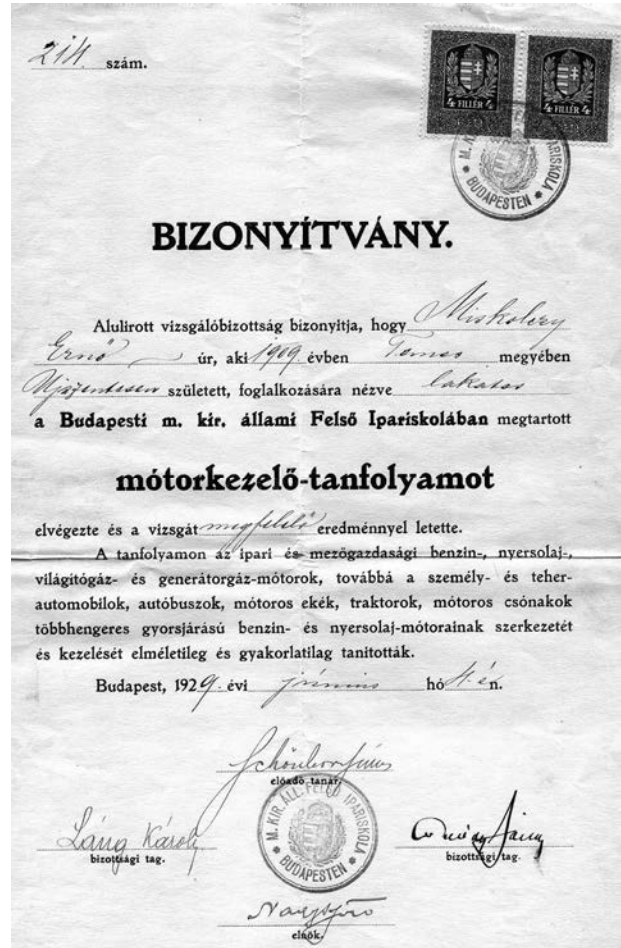 214. szám.
4 FILLÉR 4 4 FILLÉR 4
M. KIR. ÁLL. FELSŐ IPARISKOLA * BUDAPESTEN *
BIZONYÍTVÁNY.
Alulirott vizsgálóbizottság bizonyitja, hogy Miskolczy
Ernő úr, aki 1909 évben Temes megyében
Ujszentesen született, foglalkozására nézve lakatos
a Budapesti m. kir. állami Felső Ipariskolában megtartott
mótorkezelő-tanfolyamot
elvégezte és a vizsgát megfelelő eredménnyel letette.
A tanfolyamon az ipari és mezőgazdasági benzin-, nyersolaj-,
világitógáz- és generátorgáz-mótorok, továbbá a személy- és teher-
automobilok, autóbuszok, mótoros ekék, traktorok, mótoros csónakok
többhengeres gyorsjárású benzin- és nyersolaj-mótorainak szerkezetét
és kezelését elméletileg és gyakorlatilag tanitották.
Budapest, 1929. évi június hó 4.-én.
előadó tanár.
M. KIR. ÁLL. FELSŐ IPARISKOLA * BUDAPESTEN *
Láng Károly
bizottsági tag. bizottsági tag.
elnök.